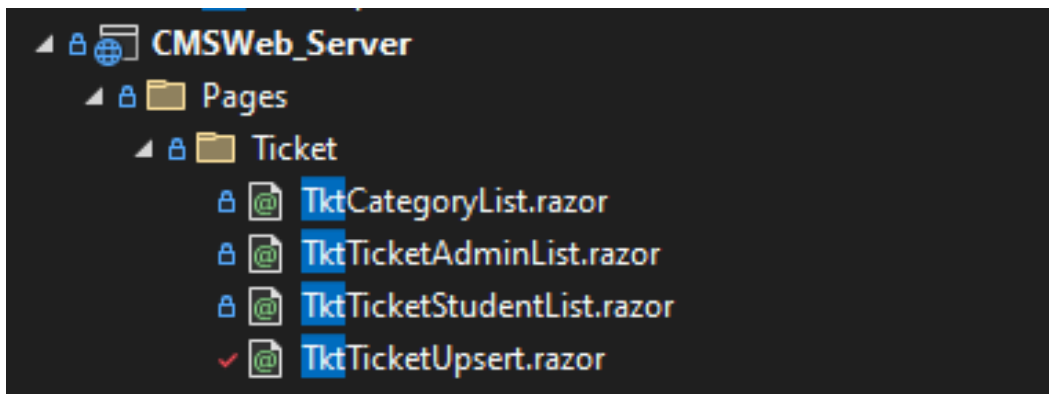 CMSWeb_Server
Pages
Ticket
TktCategoryList.razor
TktTicketAdminList.razor
TktTicketStudentList.razor
TktTicketUpsert.razor